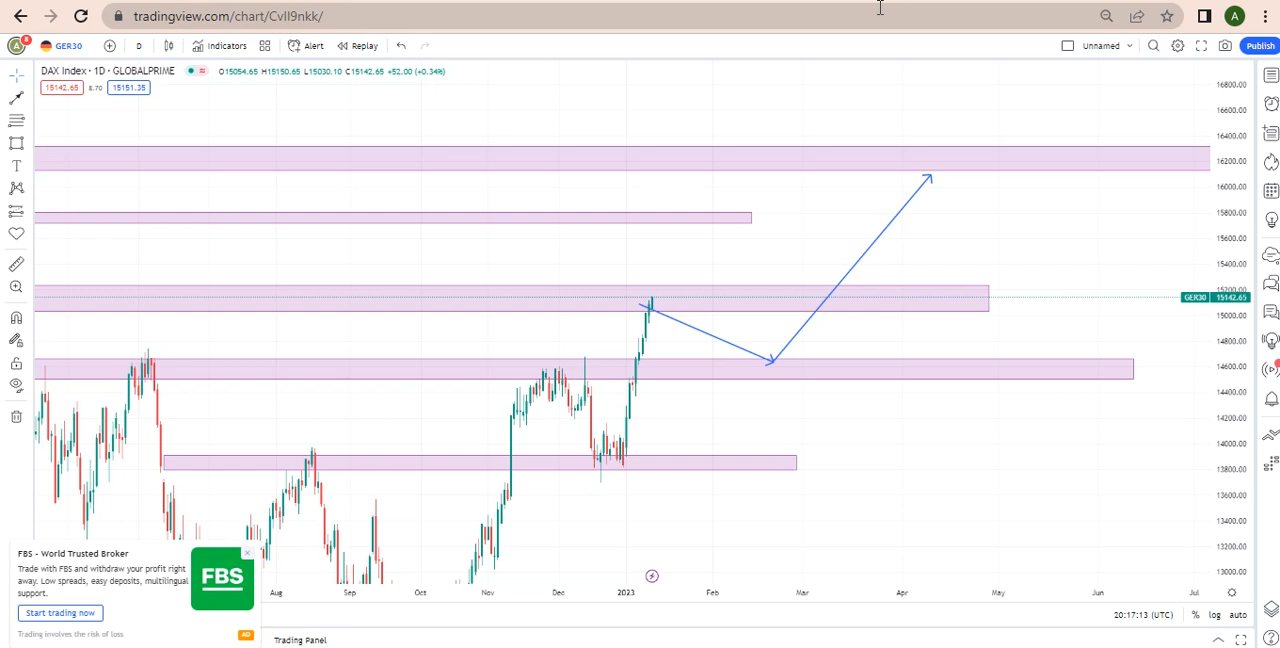 tradingview.com/chart/CvlI9nkk/
A
A
8
GER30
D
Indicators
Alert
Replay
Unnamed
Publish
DAX Index · 1D · GLOBALPRIME
O15054.65 H15150.65 L15030.10 C15142.65 +52.00 (+0.34%)
15142.65
8.70
15151.35
16800.00
16600.00
16400.00
16200.00
16000.00
15800.00
15600.00
15400.00
15200.00
GER30 15142.65
15000.00
14800.00
14600.00
14400.00
14200.00
14000.00
13800.00
13600.00
13400.00
13200.00
13000.00
FBS - World Trusted Broker
Trade with FBS and withdraw your profit right
away. Low spreads, easy deposits, multilingual
support.
FBS
Start trading now
Trading involves the risk of loss
AD
Aug Sep Oct Nov Dec 2023 Feb Mar Apr May Jun Jul
20:17:13 (UTC) % log auto
Trading Panel